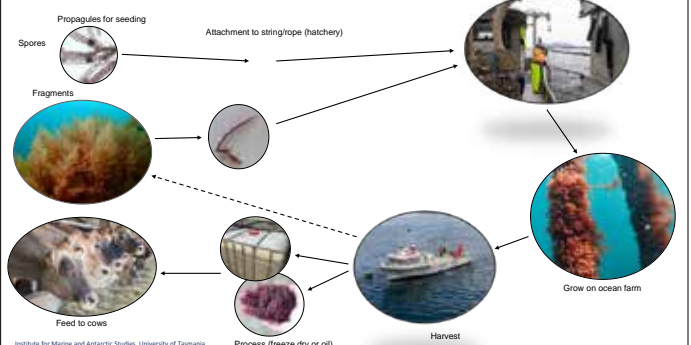 Propagules for seeding
Spores
Attachment to string/rope (hatchery)
Fragments
Grow on ocean farm
Harvest
Process (freeze dry or oil)
Feed to cows
Institute for Marine and Antarctic Studies, University of Tasmania